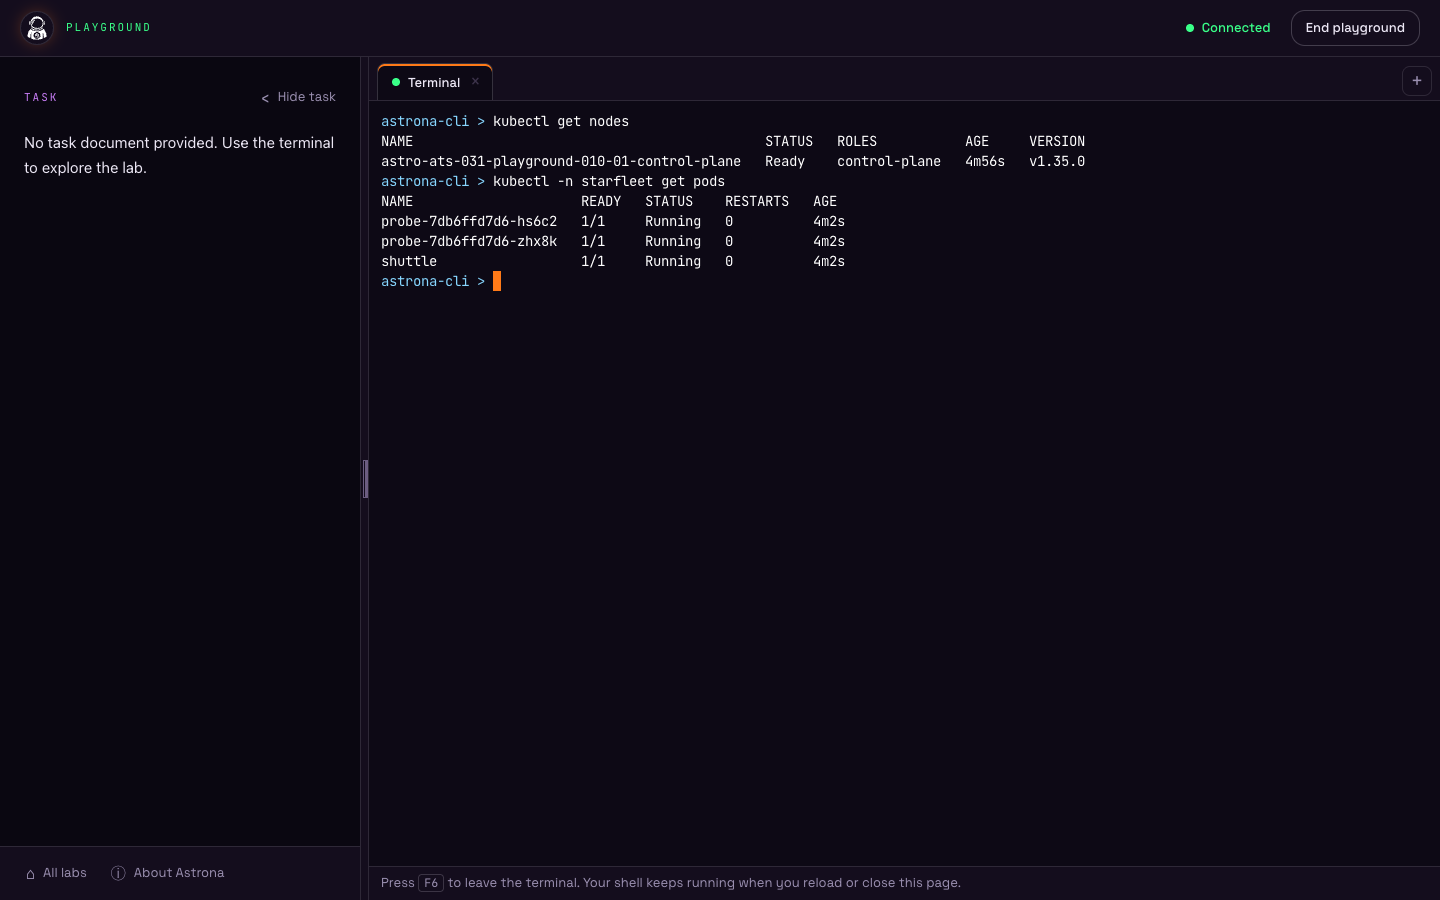 PLAYGROUND
Connected
End playground
TASK
< Hide task
No task document provided. Use the terminal
to explore the lab.
Terminal ×
+
astrona-cli > kubectl get nodes
NAME STATUS ROLES AGE VERSION
astro-ats-031-playground-010-01-control-plane Ready control-plane 4m56s v1.35.0
astrona-cli > kubectl -n starfleet get pods
NAME READY STATUS RESTARTS AGE
probe-7db6ffd7d6-hs6c2 1/1 Running 0 4m2s
probe-7db6ffd7d6-zhx8k 1/1 Running 0 4m2s
shuttle 1/1 Running 0 4m2s
astrona-cli >
All labs
About Astrona
Press F6 to leave the terminal. Your shell keeps running when you reload or close this page.